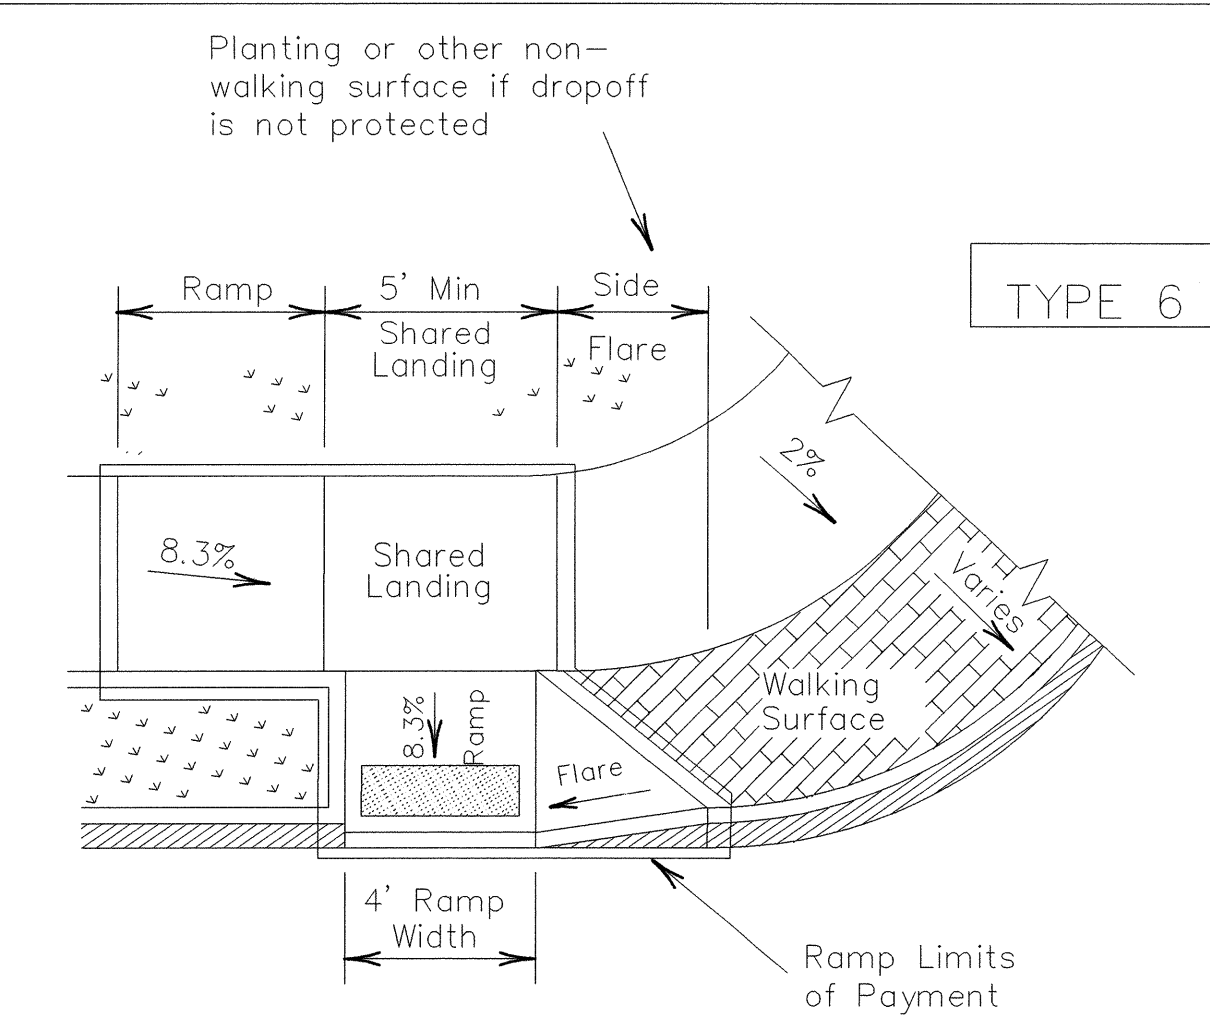 Planting or other non–
walking surface if dropoff
is not protected
Ramp
5' Min
Side
Shared
Landing
Flare
TYPE 6
2%
8.3%
Shared
Landing
Varies
8.3%
Ramp
Walking
Surface
Flare
4' Ramp
Width
Ramp Limits
of Payment